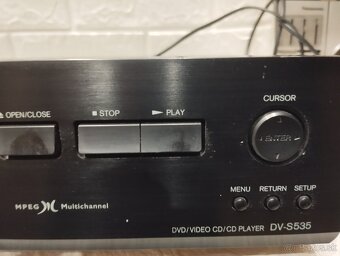 OPEN/CLOSE
STOP
PLAY
CURSOR
ENTER
MENU RETURN SETUP
MPEG Multichannel
DVD/VIDEO CD/CD PLAYER DV-S535